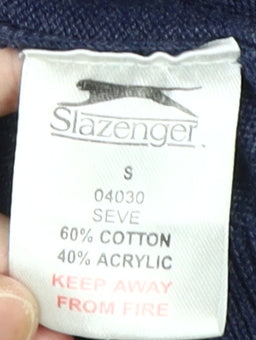 Slazenger
S
04030
SEVE
60% COTTON
40% ACRYLIC
KEEP AWAY
FROM FIRE